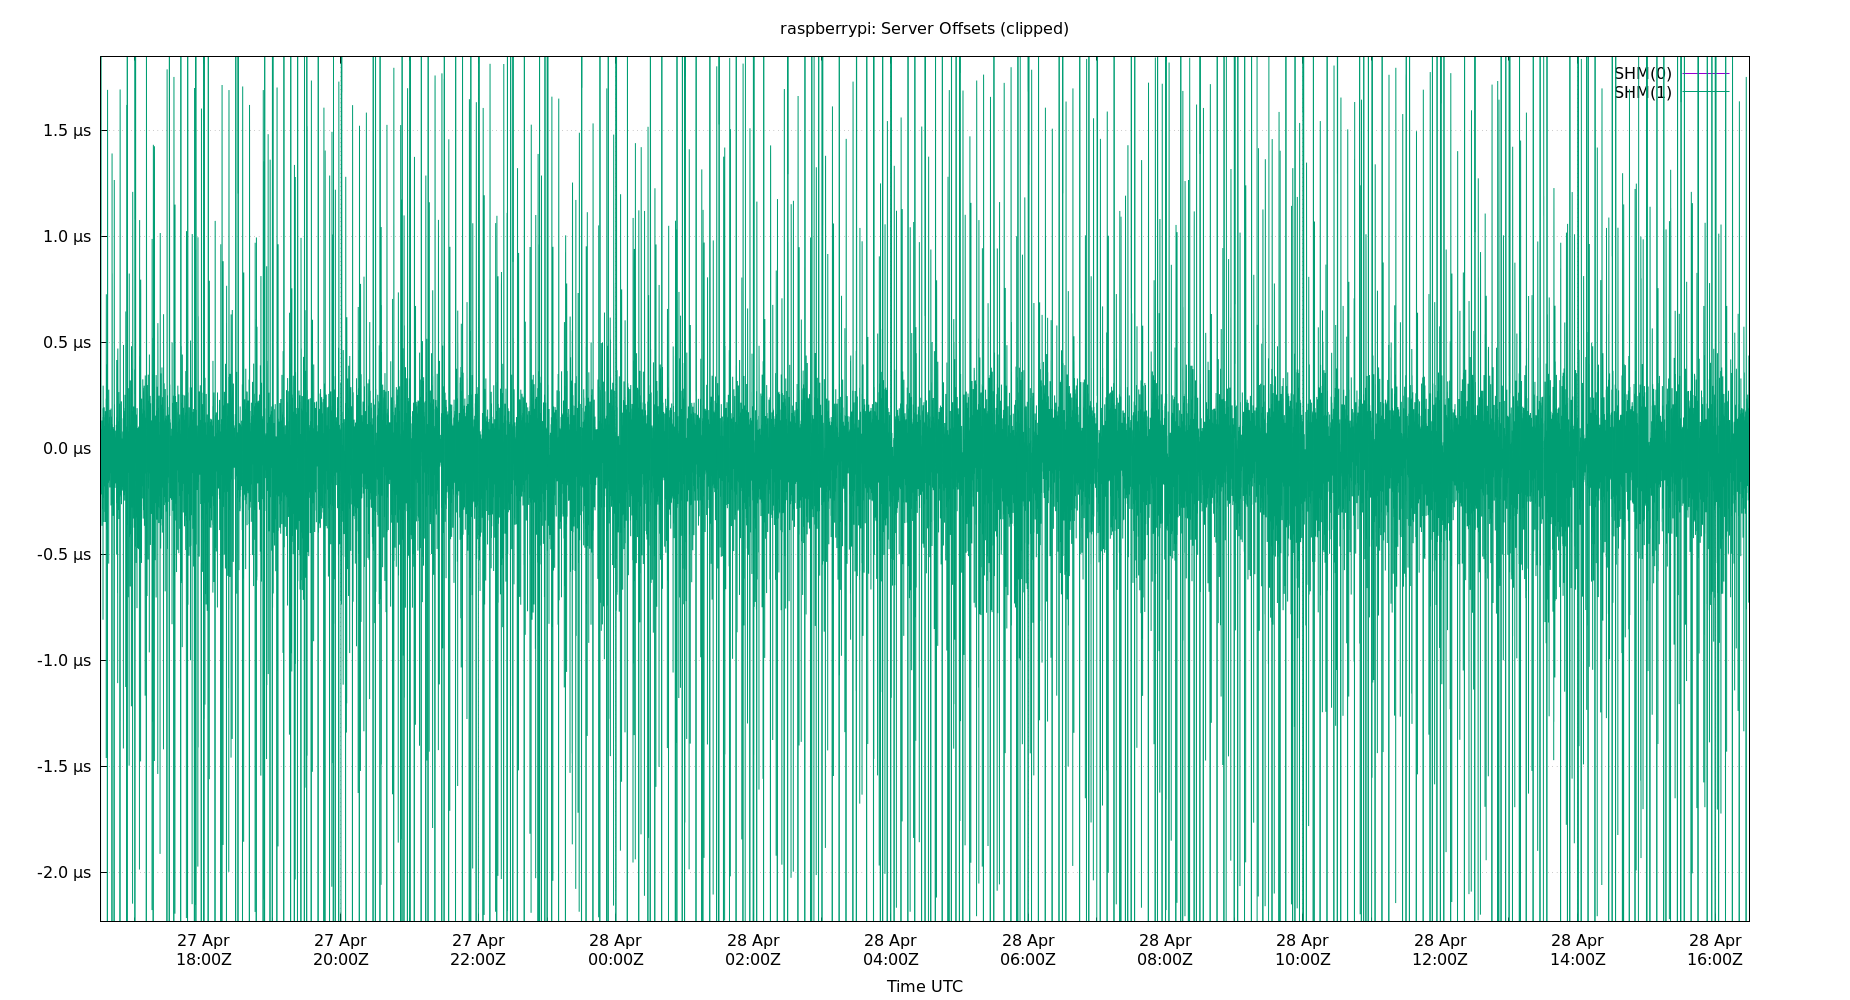 raspberrypi: Server Offsets (clipped)
SHM(0)
SHM(1)
1.5 µs
1.0 µs
0.5 µs
0.0 µs
-0.5 µs
-1.0 µs
-1.5 µs
-2.0 µs
27 Apr 27 Apr 27 Apr 28 Apr 28 Apr 28 Apr 28 Apr 28 Apr 28 Apr 28 Apr 28 Apr 28 Apr
18:00Z 20:00Z 22:00Z 00:00Z 02:00Z 04:00Z 06:00Z 08:00Z 10:00Z 12:00Z 14:00Z 16:00Z
Time UTC